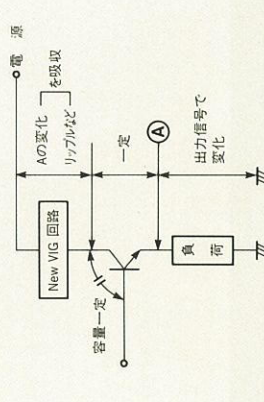 電源
Aの変化
リップルなど
を吸収
一定
A
出力信号で
変化
New VIG 回路
容量一定
負荷